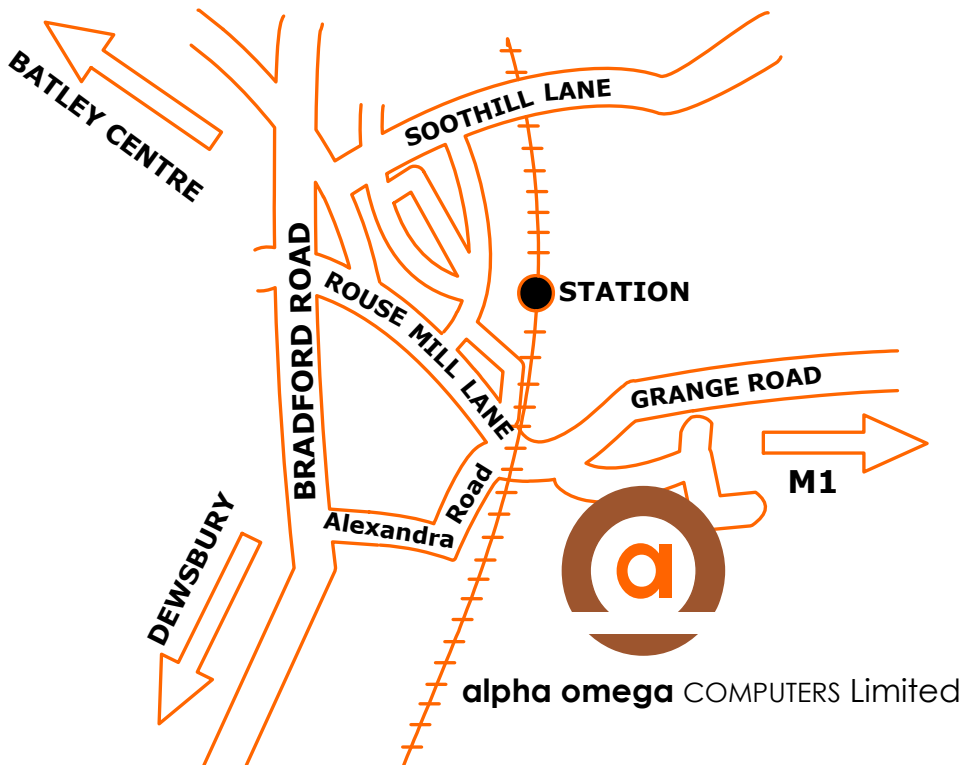 BATLEY CENTRE
SOOTHILL LANE
BRADFORD ROAD
STATION
ROUSE MILL LANE
GRANGE ROAD
M1
Alexandra
Road
DEWSBURY
a
alpha omega COMPUTERS Limited